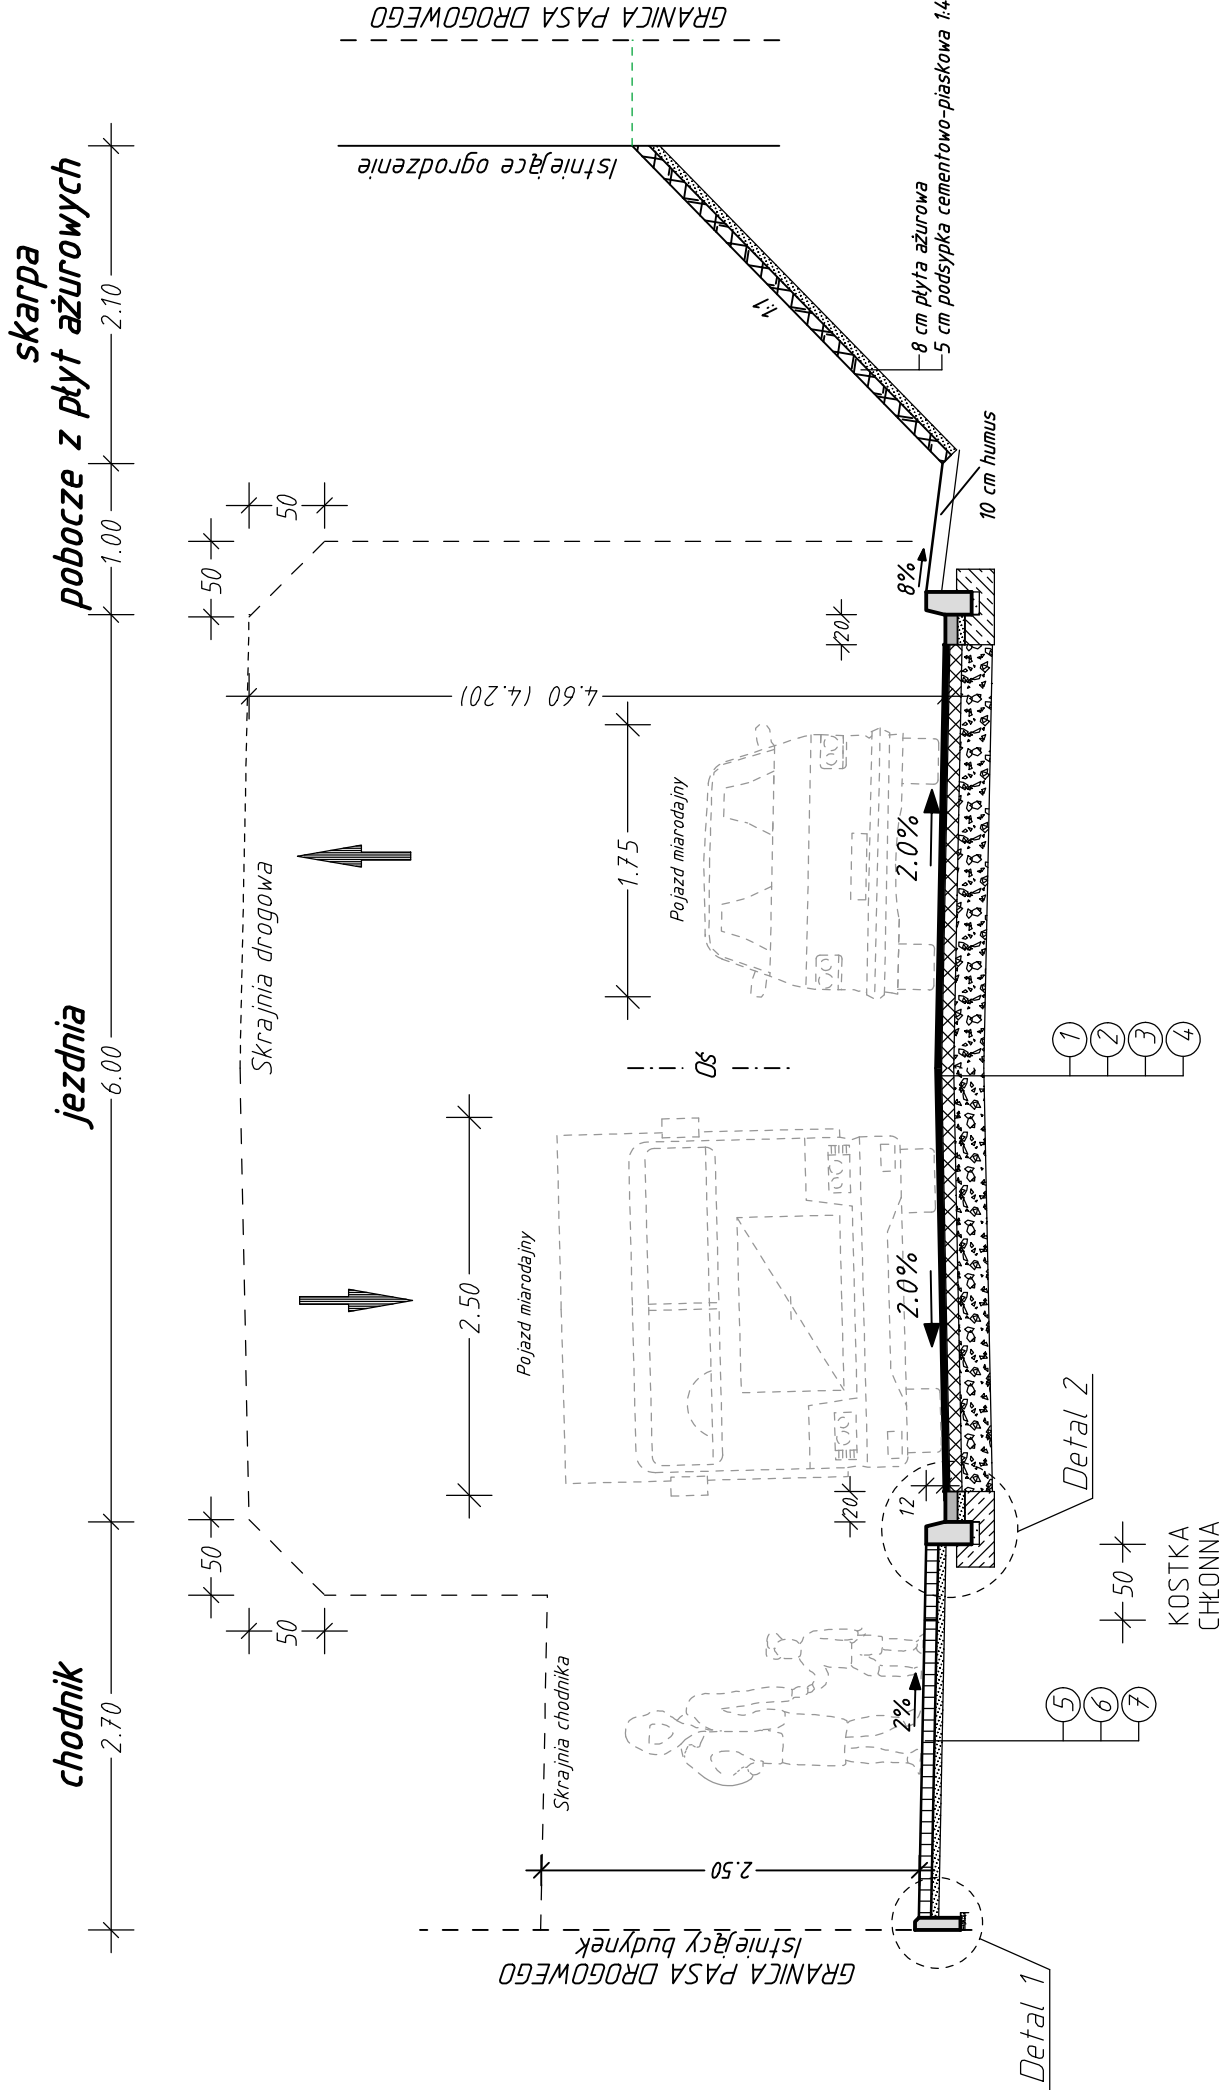 chodnik
jezdnia
pobocze z płyt ażurowych
skarpa
2.70
6.00
1.00
2.10
50
50
50
50
Skrajnia drogowa
4.60 (4.20)
2.50
1.75
Pojazd miarodajny
Pojazd miarodajny
Oś
Skrajnia chodnika
2.50
GRANICA PASA DROGOWEGO
Istniejący budynek
GRANICA PASA DROGOWEGO
Istniejące ogrodzenie
2%
2.0%
2.0%
8%
1:1
20
20
12
8 cm płyta ażurowa
5 cm podsypka cementowo-piaskowa 1:4
10 cm humus
1
2
3
4
5
6
7
50
KOSTKA
CHŁONNA
Detal 1
Detal 2